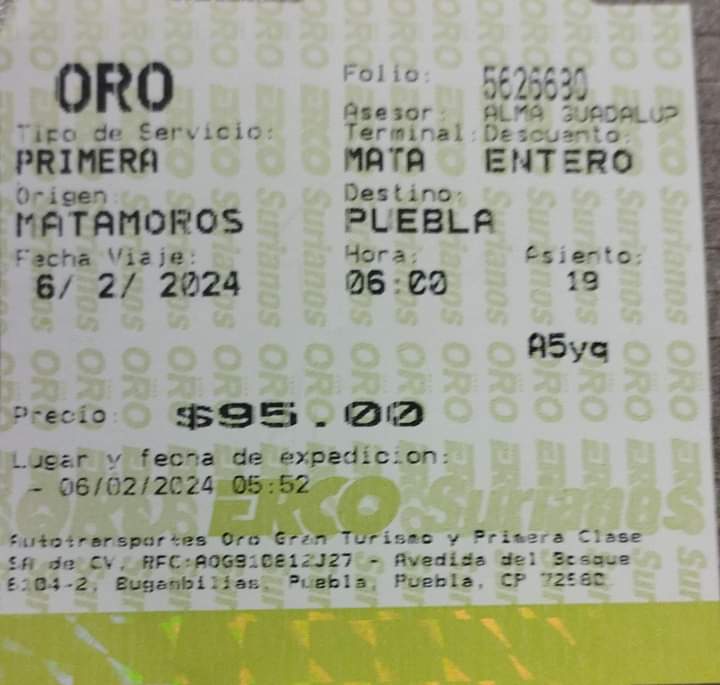 ORO
Folio: 5626630
Asesor: ALMA GUADALUP
Tipo de Servicio: Terminal: Descuento:
PRIMERA MATA ENTERO
Origen: Destino:
MATAMOROS PUEBLA
Fecha Viaje: Hora: Asiento:
6/ 2/ 2024 06:00 19
A5yq
Precio: $95.00
Lugar y fecha de expedicion:
- 06/02/2024 05:52
ORO ERCO Surianos
Autotransportes Oro Gran Turismo y Primera Clase
SA de CV, RFC:AOG910812J27 - Avedida del Bosque
6104-2, Buganbilias, Puebla, Puebla, CP 72580